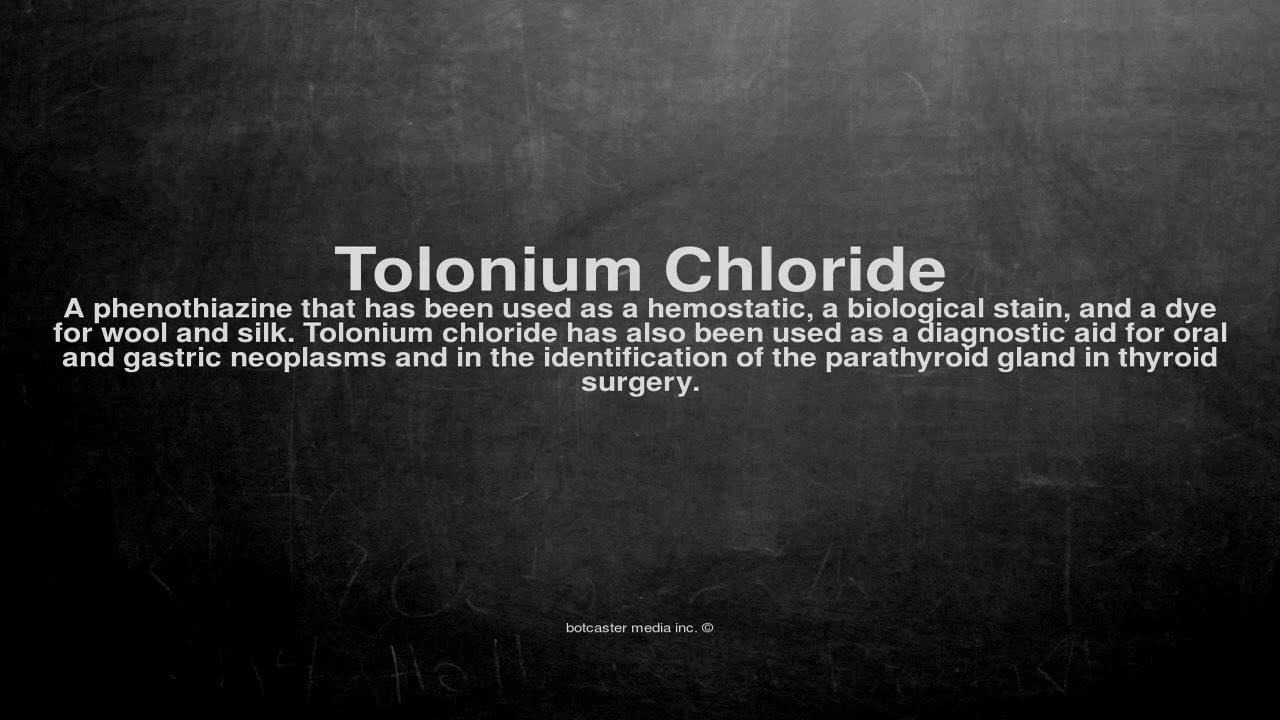 Tolonium Chloride
A phenothiazine that has been used as a hemostatic, a biological stain, and a dye
for wool and silk. Tolonium chloride has also been used as a diagnostic aid for oral
and gastric neoplasms and in the identification of the parathyroid gland in thyroid
surgery.
botcaster media inc. ©